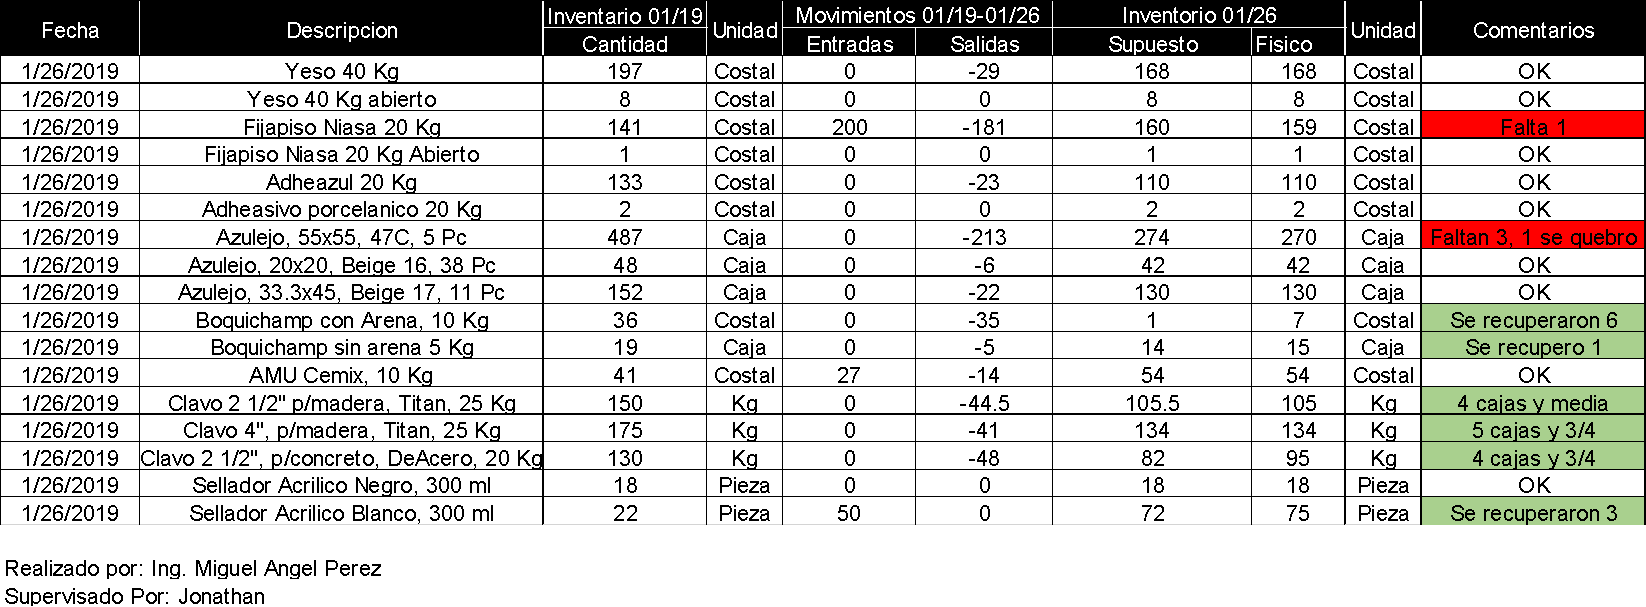 Fecha Descripcion Inventario 01/19 Unidad Movimientos 01/19-01/26 Inventorio 01/26 Unidad Comentarios
Cantidad Entradas Salidas Supuesto Fisico
1/26/2019 Yeso 40 Kg 197 Costal 0 -29 168 168 Costal OK
1/26/2019 Yeso 40 Kg abierto 8 Costal 0 0 8 8 Costal OK
1/26/2019 Fijapiso Niasa 20 Kg 141 Costal 200 -181 160 159 Costal Falta 1
1/26/2019 Fijapiso Niasa 20 Kg Abierto 1 Costal 0 0 1 1 Costal OK
1/26/2019 Adheazul 20 Kg 133 Costal 0 -23 110 110 Costal OK
1/26/2019 Adheasivo porcelanico 20 Kg 2 Costal 0 0 2 2 Costal OK
1/26/2019 Azulejo, 55x55, 47C, 5 Pc 487 Caja 0 -213 274 270 Caja Faltan 3, 1 se quebro
1/26/2019 Azulejo, 20x20, Beige 16, 38 Pc 48 Caja 0 -6 42 42 Caja OK
1/26/2019 Azulejo, 33.3x45, Beige 17, 11 Pc 152 Caja 0 -22 130 130 Caja OK
1/26/2019 Boquichamp con Arena, 10 Kg 36 Costal 0 -35 1 7 Costal Se recuperaron 6
1/26/2019 Boquichamp sin arena 5 Kg 19 Caja 0 -5 14 15 Caja Se recupero 1
1/26/2019 AMU Cemix, 10 Kg 41 Costal 27 -14 54 54 Costal OK
1/26/2019 Clavo 2 1/2" p/madera, Titan, 25 Kg 150 Kg 0 -44.5 105.5 105 Kg 4 cajas y media
1/26/2019 Clavo 4", p/madera, Titan, 25 Kg 175 Kg 0 -41 134 134 Kg 5 cajas y 3/4
1/26/2019 Clavo 2 1/2", p/concreto, DeAcero, 20 Kg 130 Kg 0 -48 82 95 Kg 4 cajas y 3/4
1/26/2019 Sellador Acrilico Negro, 300 ml 18 Pieza 0 0 18 18 Pieza OK
1/26/2019 Sellador Acrilico Blanco, 300 ml 22 Pieza 50 0 72 75 Pieza Se recuperaron 3
Realizado por: Ing. Miguel Angel Perez
Supervisado Por: Jonathan